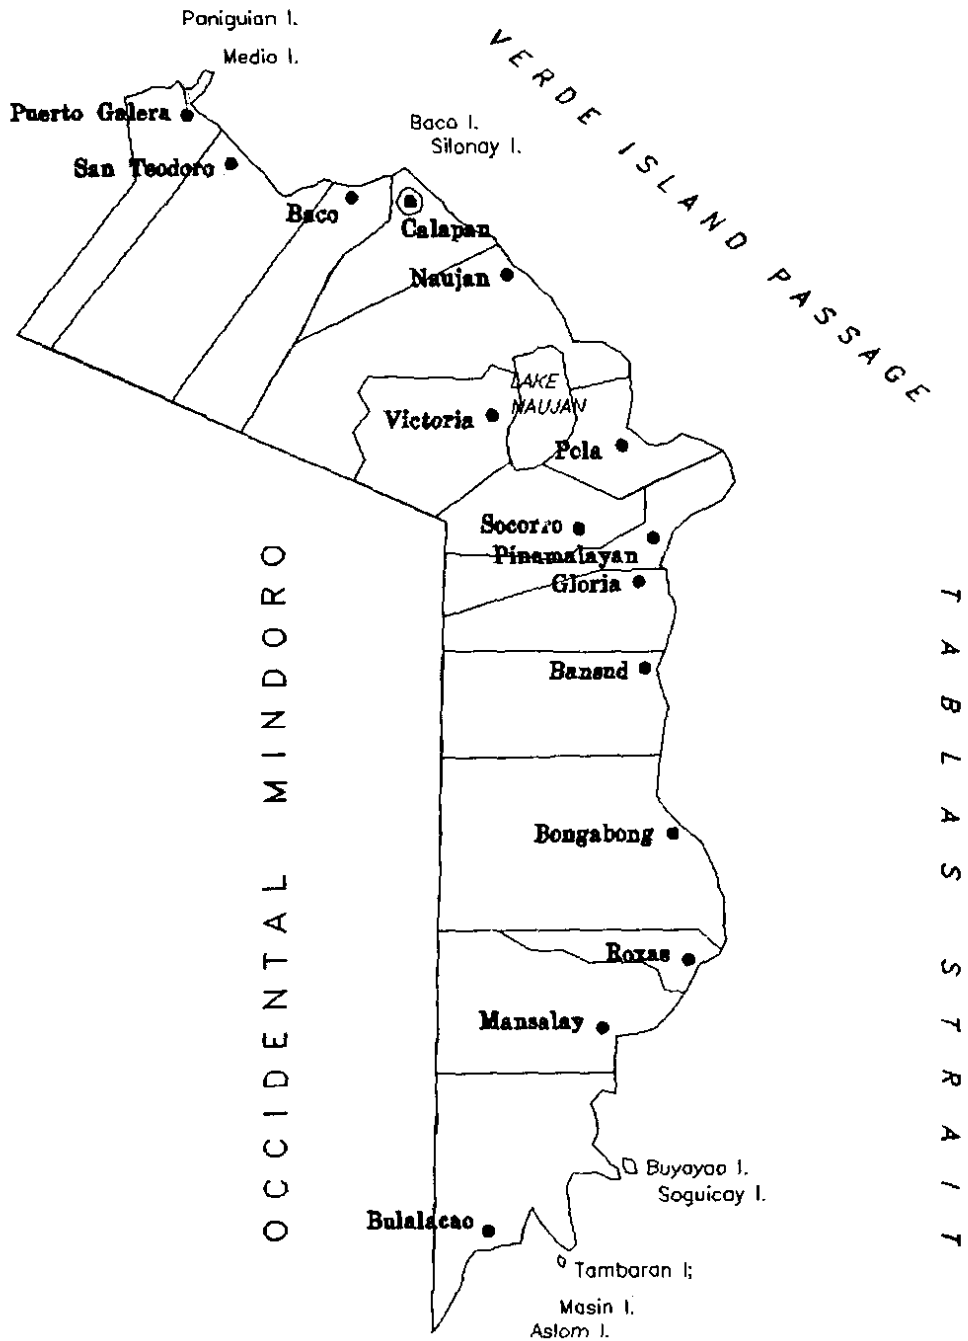 Paniguian I.
Medio I.
VERDE ISLAND PASSAGE
Puerto Galera
Baco I.
Silonay I.
San Teodoro
Baco
Calapan
Naujan
LAKE
NAUJAN
Victoria
Pola
Socorro
Pinamalayan
Gloria
OCCIDENTAL MINDORO
TABLAS STRAIT
Bansud
Bongabong
Roxas
Mansalay
Buyayao I.
Soguicay I.
Bulalacao
Tambaran I;
Masin I.
Aslom I.